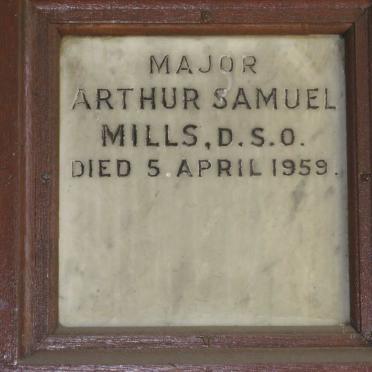 MAJOR
ARTHUR SAMUEL
MILLS, D.S.O.
DIED 5. APRIL 1959.